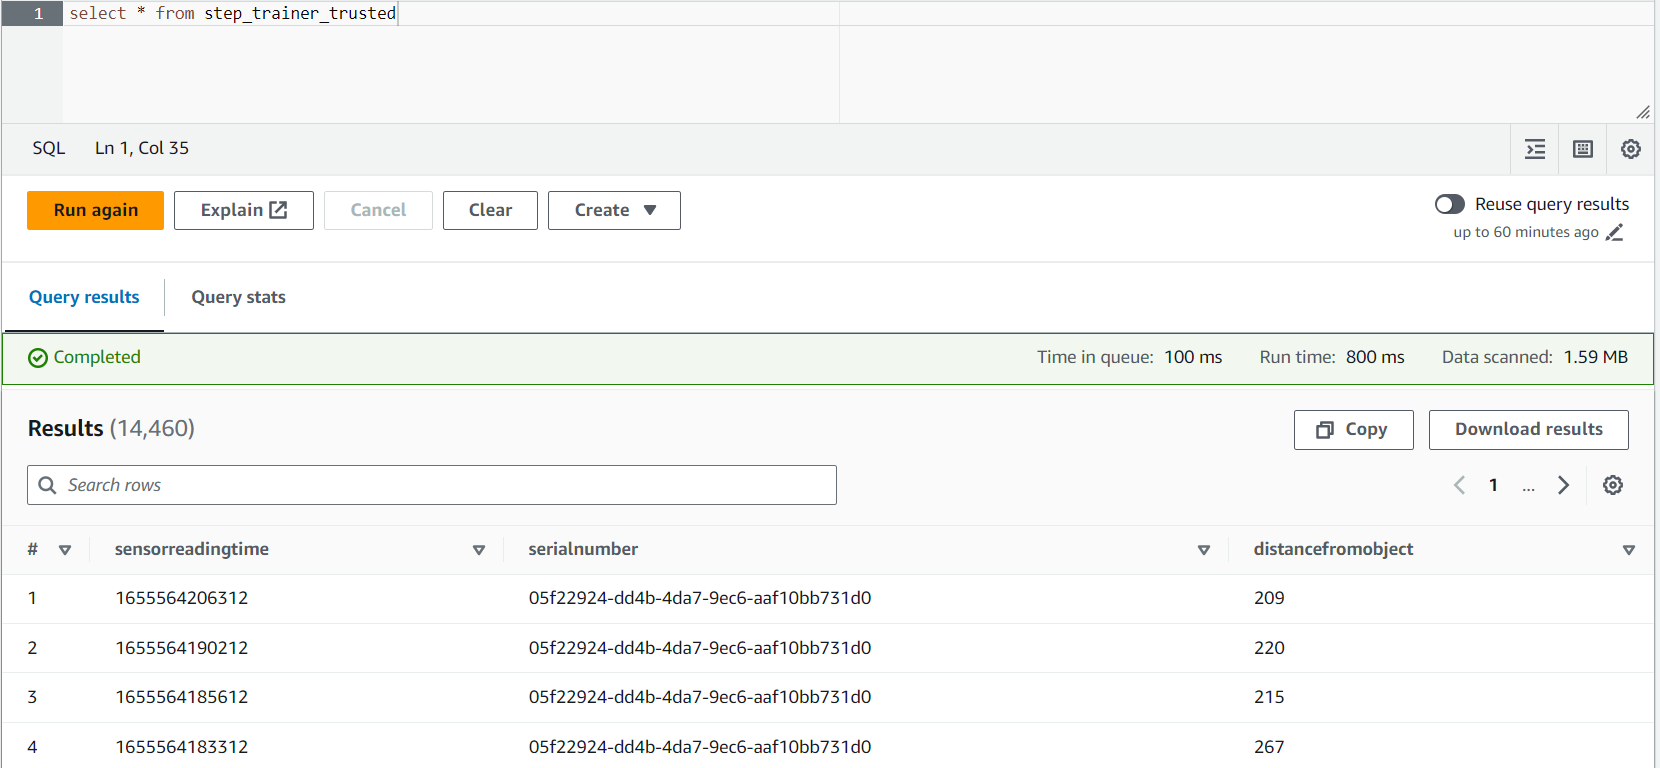 1 select * from step_trainer_trusted
SQL Ln 1, Col 35
Run again Explain Cancel Clear Create Reuse query results
up to 60 minutes ago
Query results Query stats
Completed Time in queue: 100 ms Run time: 800 ms Data scanned: 1.59 MB
Results (14,460) Copy Download results
Search rows 1 ...
# sensorreadingtime serialnumber distancefromobject
1 1655564206312 05f22924-dd4b-4da7-9ec6-aaf10bb731d0 209
2 1655564190212 05f22924-dd4b-4da7-9ec6-aaf10bb731d0 220
3 1655564185612 05f22924-dd4b-4da7-9ec6-aaf10bb731d0 215
4 1655564183312 05f22924-dd4b-4da7-9ec6-aaf10bb731d0 267